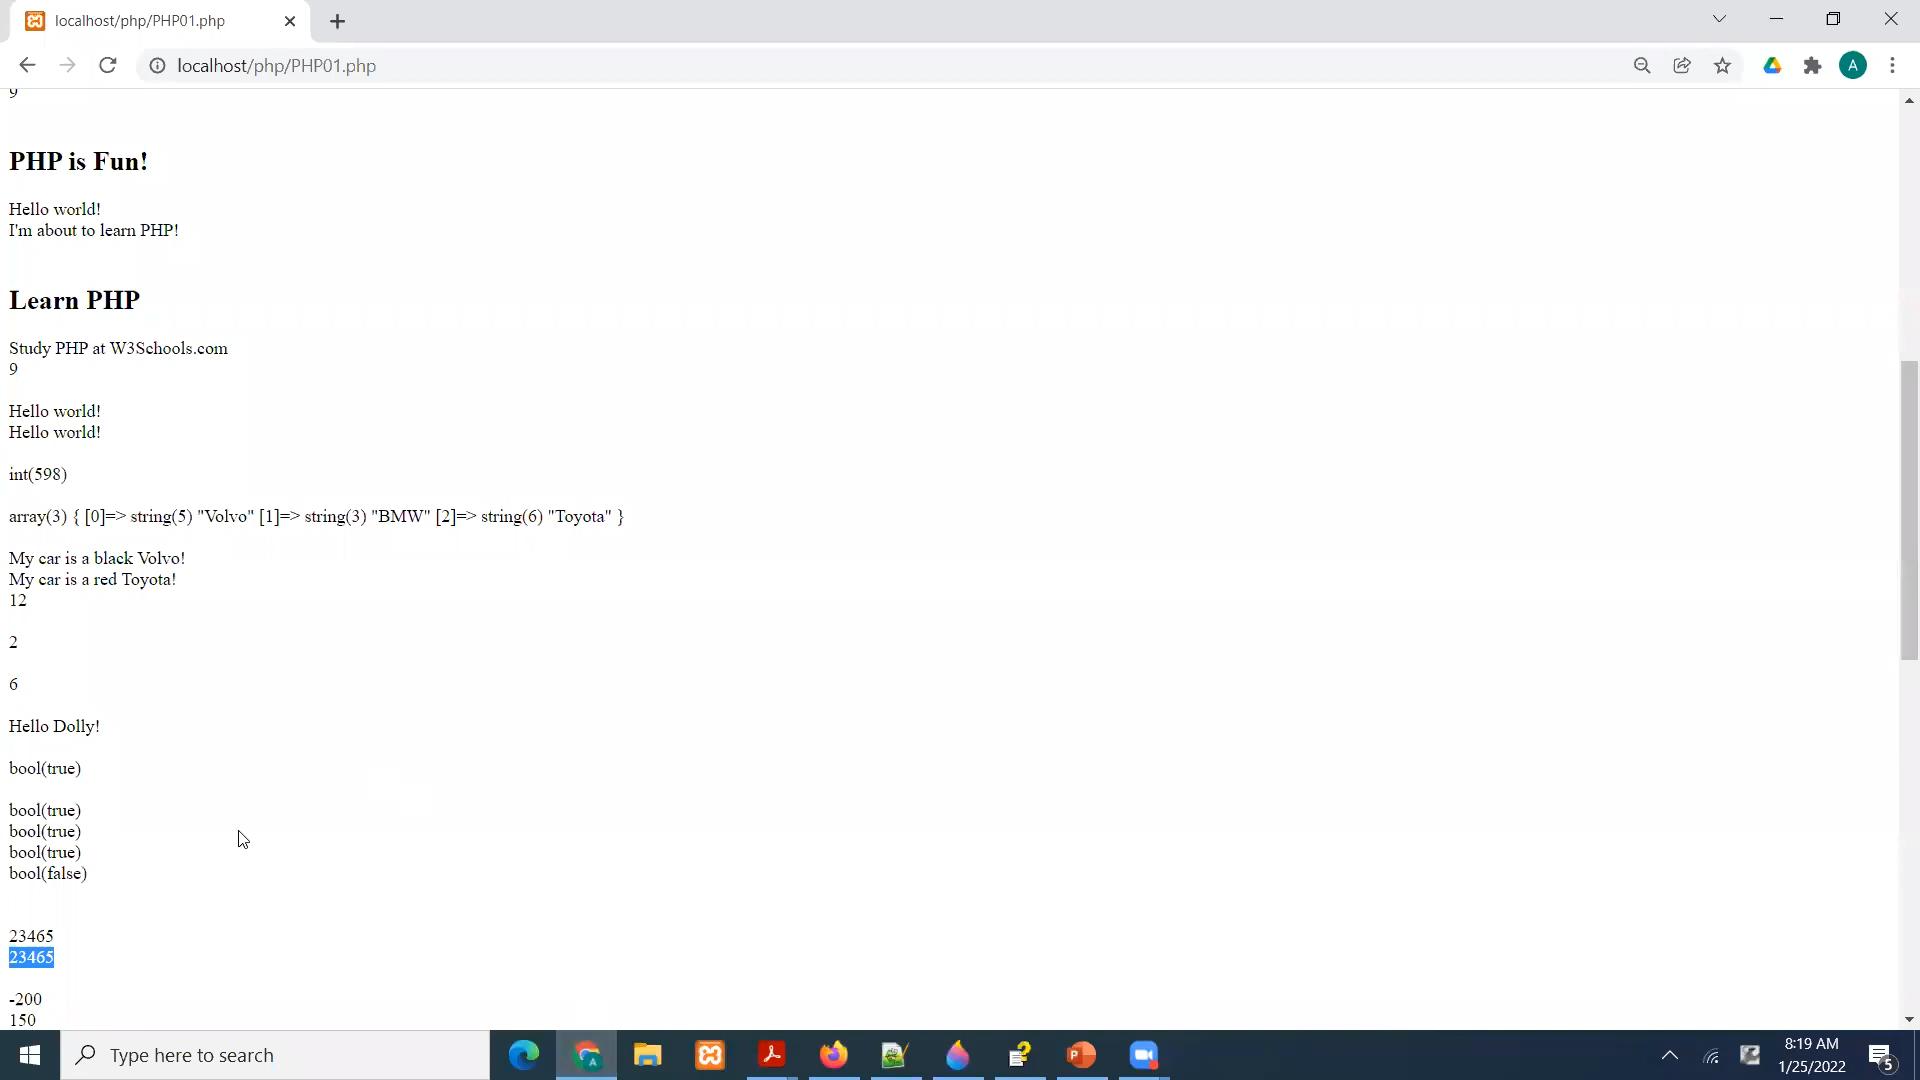 localhost/php/PHP01.php
localhost/php/PHP01.php
A
9
PHP is Fun!
Hello world!
I'm about to learn PHP!
Learn PHP
Study PHP at W3Schools.com
9
Hello world!
Hello world!
int(598)
array(3) { [0]=> string(5) "Volvo" [1]=> string(3) "BMW" [2]=> string(6) "Toyota" }
My car is a black Volvo!
My car is a red Toyota!
12
2
6
Hello Dolly!
bool(true)
bool(true)
bool(true)
bool(true)
bool(false)
23465
23465
-200
150
Type here to search
8:19 AM
1/25/2022
5